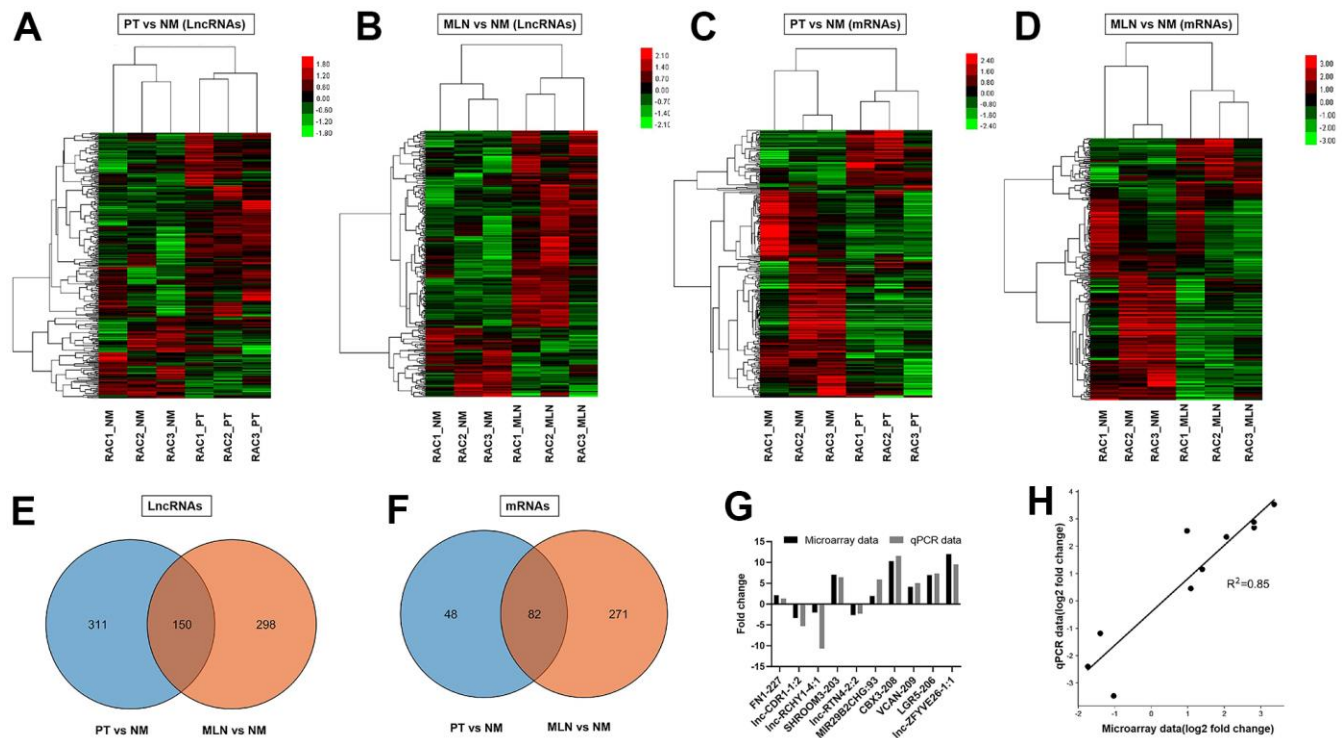 A
PT vs NM (LncRNAs)
1.80
1.20
0.60
0.00
-0.60
-1.20
-1.80
RAC1_NM
RAC2_NM
RAC3_NM
RAC1_PT
RAC2_PT
RAC3_PT
B
MLN vs NM (LncRNAs)
2.10
1.40
0.70
0.00
-0.70
-1.40
-2.10
RAC1_NM
RAC2_NM
RAC3_NM
RAC1_MLN
RAC2_MLN
RAC3_MLN
C
PT vs NM (mRNAs)
2.40
1.60
0.80
0.00
-0.80
-1.60
-2.40
RAC1_NM
RAC2_NM
RAC3_NM
RAC1_PT
RAC2_PT
RAC3_PT
D
MLN vs NM (mRNAs)
3.00
2.00
1.00
0.00
-1.00
-2.00
-3.00
RAC1_NM
RAC2_NM
RAC3_NM
RAC1_MLN
RAC2_MLN
RAC3_MLN
E
LncRNAs
311
150
298
PT vs NM
MLN vs NM
F
mRNAs
48
82
271
PT vs NM
MLN vs NM
G
Microarray data
qPCR data
Fold change
15
10
5
0
-5
-10
-15
FN1-227
lnc-CDR1-1:2
lnc-RCHY1-4:1
SHROOM3-203
lnc-RTN4-2:2
MIR29B2CHG:93
CBX3-208
VCAN-209
LGR5-206
lnc-ZFYVE26-1:1
H
qPCR data(log2 fold change)
4
3
2
1
0
-1
-2
-3
R²=0.85
-2
-1
0
1
2
3
Microarray data(log2 fold change)